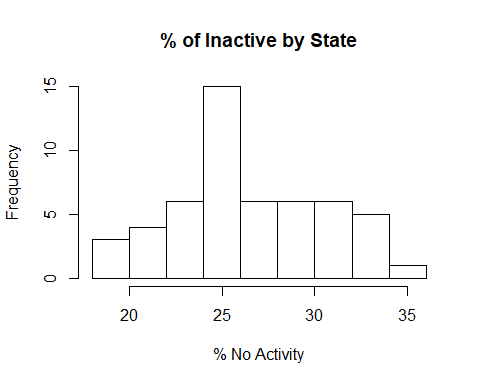 % of Inactive by State
Frequency
15
10
5
0
20 25 30 35
% No Activity